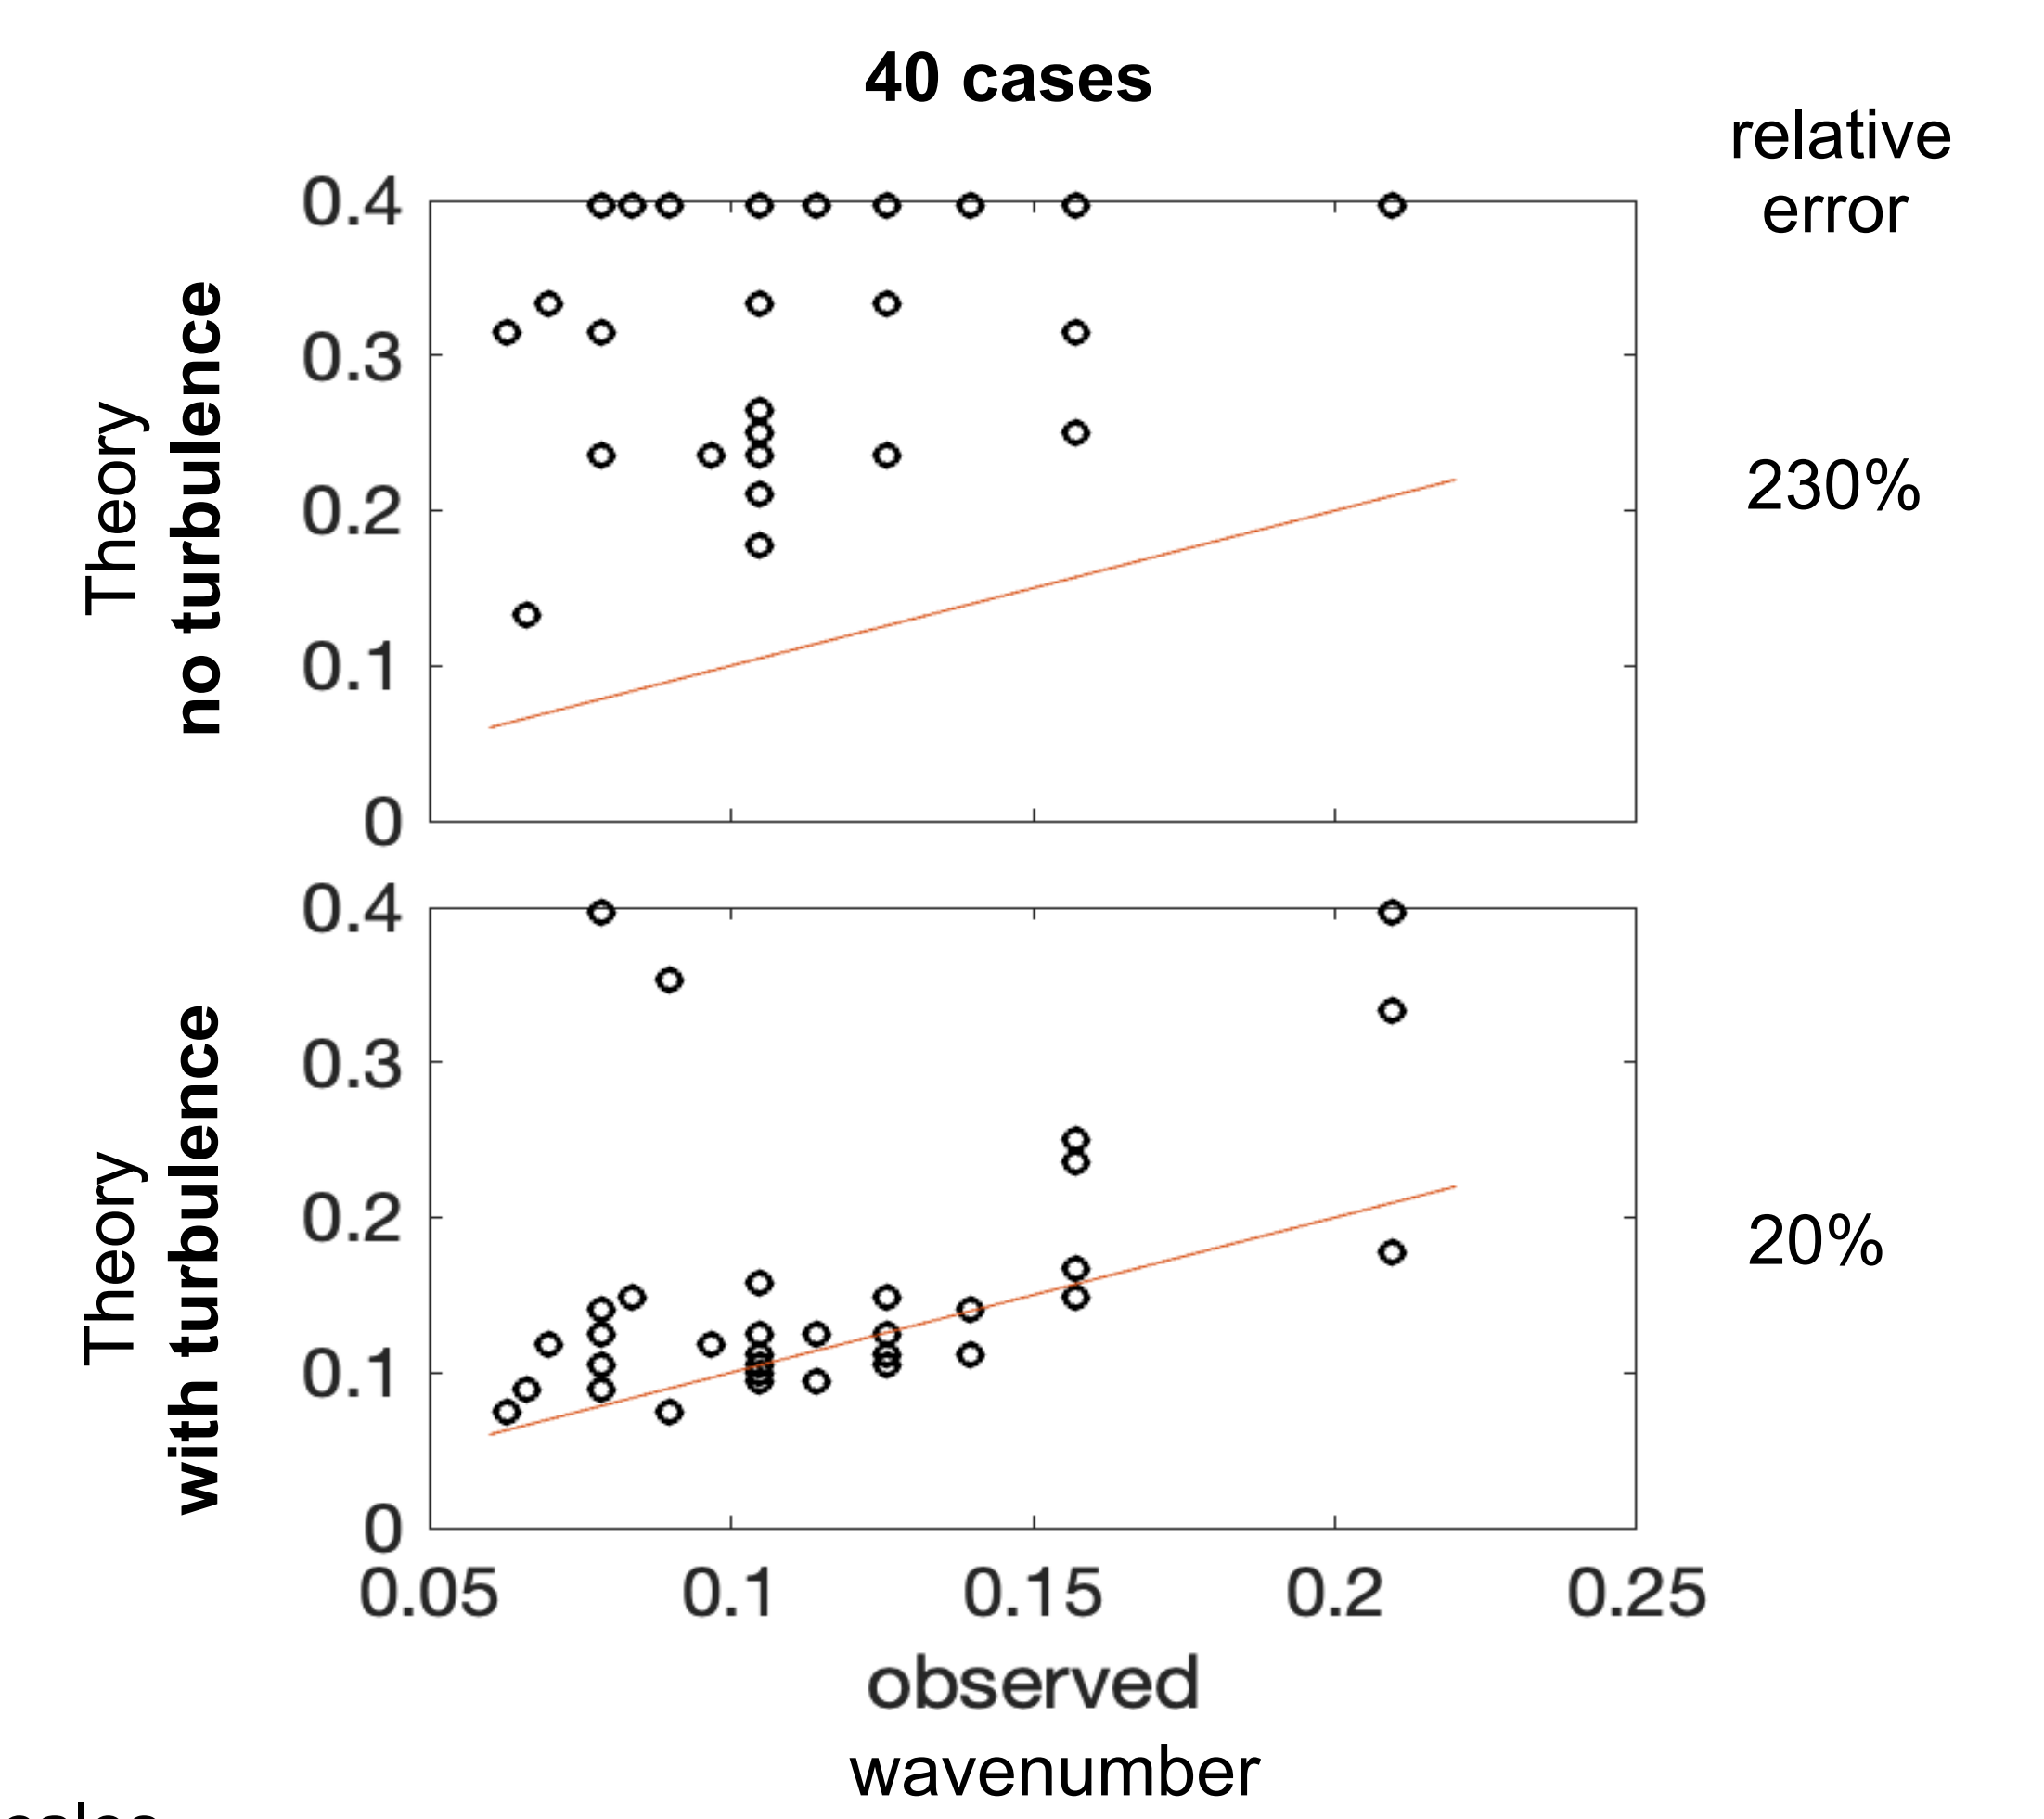 40 cases
relative
error
Theory
no turbulence
0.4
0.3
0.2
0.1
0
230%
Theory
with turbulence
0.4
0.3
0.2
0.1
0
20%
0.05 0.1 0.15 0.2 0.25
observed
wavenumber